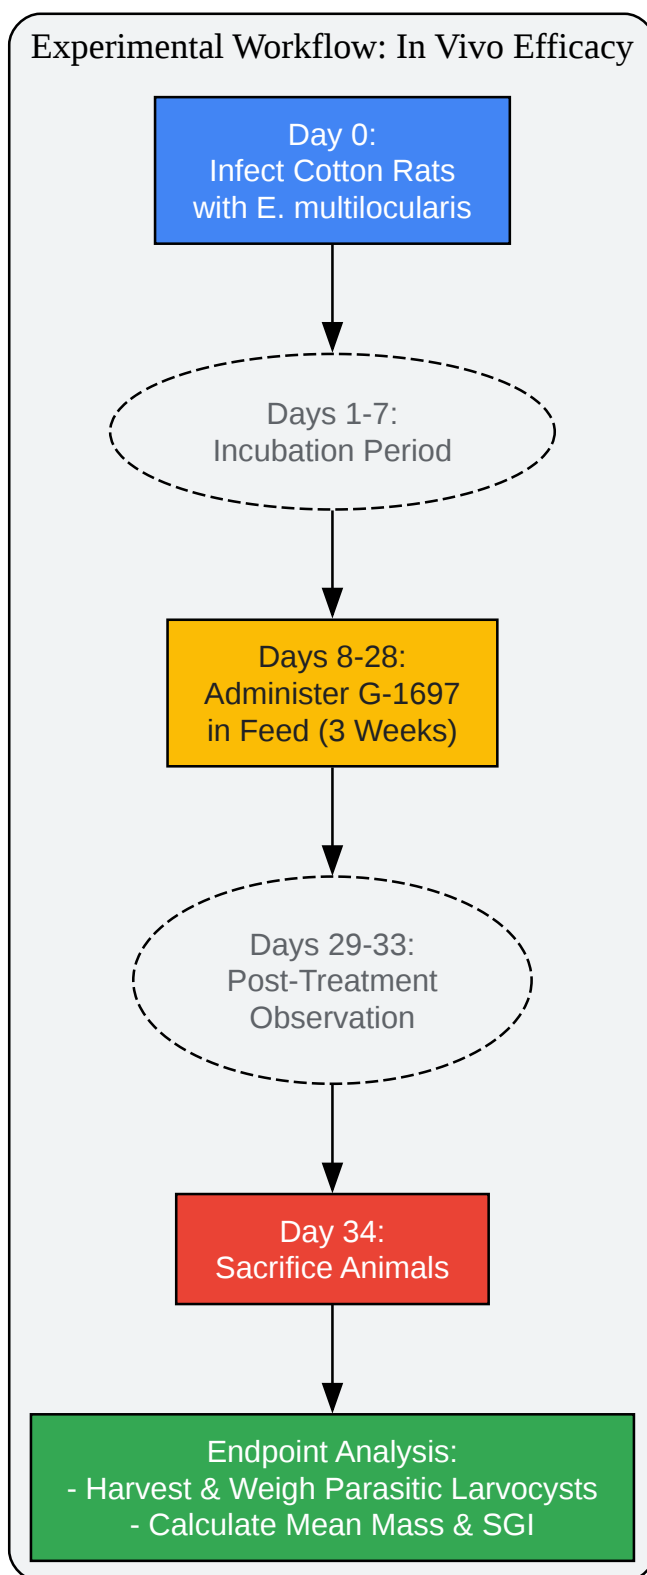 Experimental Workflow: In Vivo Efficacy
Day 0:
Infect Cotton Rats
with E. multilocularis
Days 1-7:
Incubation Period
Days 8-28:
Administer G-1697
in Feed (3 Weeks)
Days 29-33:
Post-Treatment
Observation
Day 34:
Sacrifice Animals
Endpoint Analysis:
- Harvest & Weigh Parasitic Larvocysts
- Calculate Mean Mass & SGI